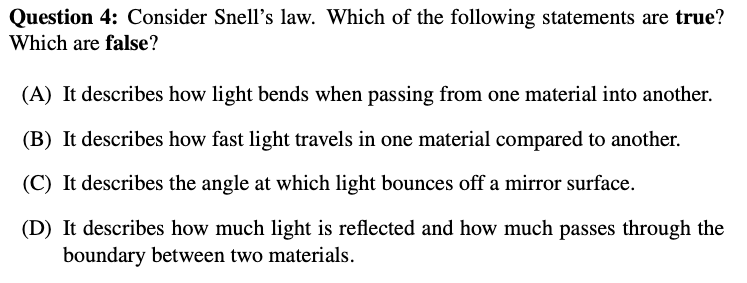 Question 4: Consider Snell’s law. Which of the following statements are true?
Which are false?
(A) It describes how light bends when passing from one material into another.
(B) It describes how fast light travels in one material compared to another.
(C) It describes the angle at which light bounces off a mirror surface.
(D) It describes how much light is reflected and how much passes through the
boundary between two materials.